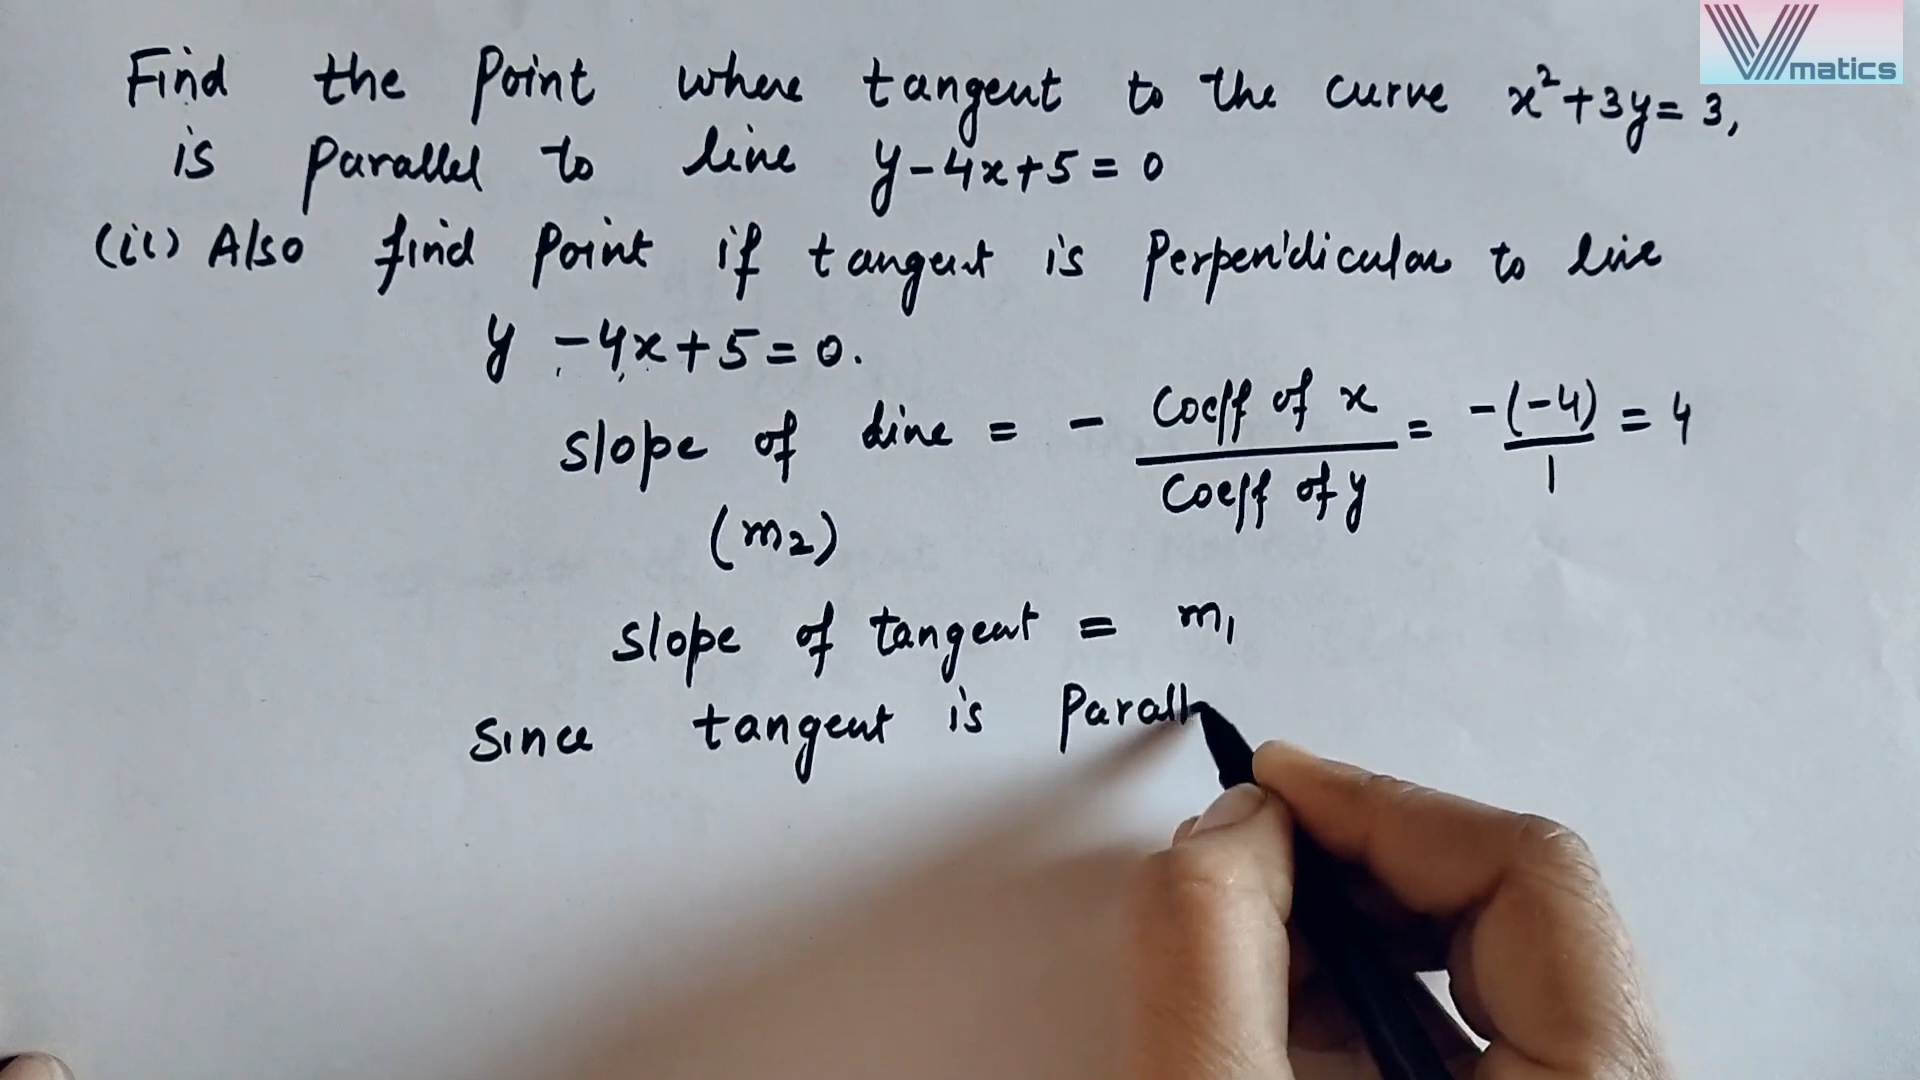 Vmatics
Find the Point where tangent to the curve x²+3y=3,
is Parallel to line y-4x+5=0
(ii) Also find Point if tangent is Perpendicular to line
y -4x+5=0.
slope of line = - Coeff of x / Coeff of y = -(-4)/1 = 4
(m₂)
slope of tangent = m₁
Since tangent is Parall